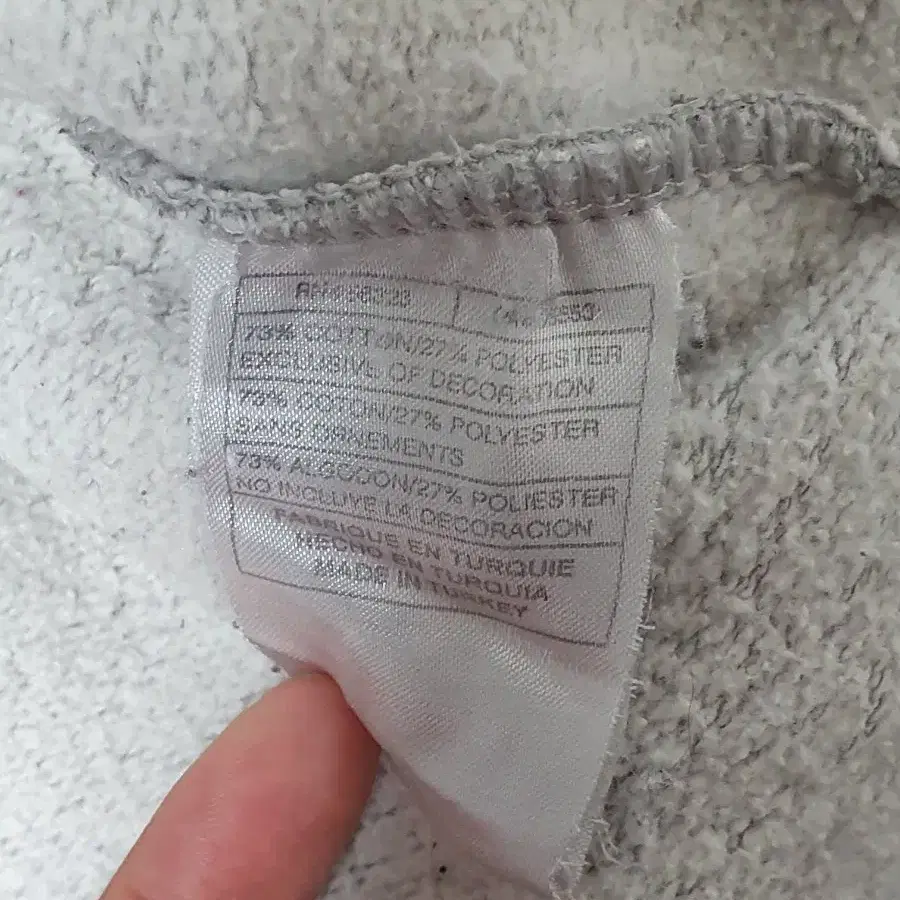 73% COTTON/27% POLYESTER
EXCLUSIVE OF DECORATION
73% COTON/27% POLYESTER
SANS ORNEMENTS
73% ALGODON/27% POLIESTER
NO INCLUYE LA DECORACION
FABRIQUE EN TURQUIE
HECHO EN TURQUIA
MADE IN TURKEY